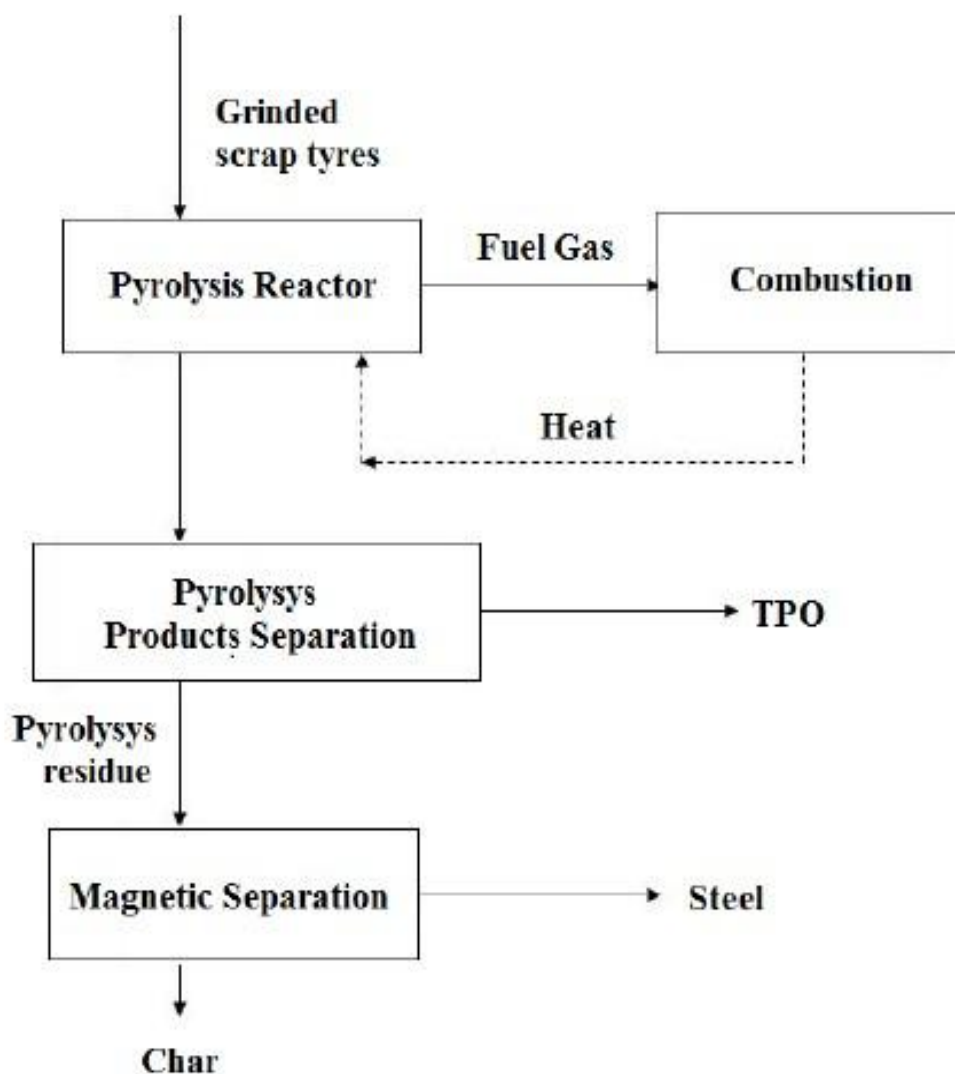 Grinded
scrap tyres
Pyrolysis Reactor
Fuel Gas
Combustion
Heat
Pyrolysys
Products Separation
TPO
Pyrolysys
residue
Magnetic Separation
Steel
Char